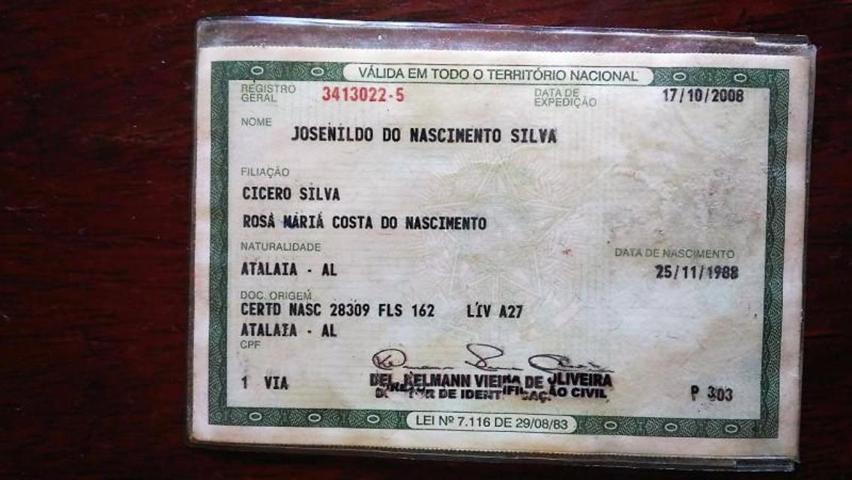 VÁLIDA EM TODO O TERRITÓRIO NACIONAL
REGISTRO GERAL 3413022-5 DATA DE EXPEDIÇÃO 17/10/2008
NOME JOSENILDO DO NASCIMENTO SILVA
FILIAÇÃO
CICERO SILVA
ROSA MARIA COSTA DO NASCIMENTO
NATURALIDADE DATA DE NASCIMENTO
ATALAIA - AL 25/11/1988
DOC. ORIGEM
CERTD NASC 28309 FLS 162 LIV A27
ATALAIA - AL
CPF
1 VIA DEL. KELMANN VIEIRA DE OLIVEIRA P 303
DIRETOR DE IDENTIFICAÇÃO CIVIL
LEI Nº 7.116 DE 29/08/83